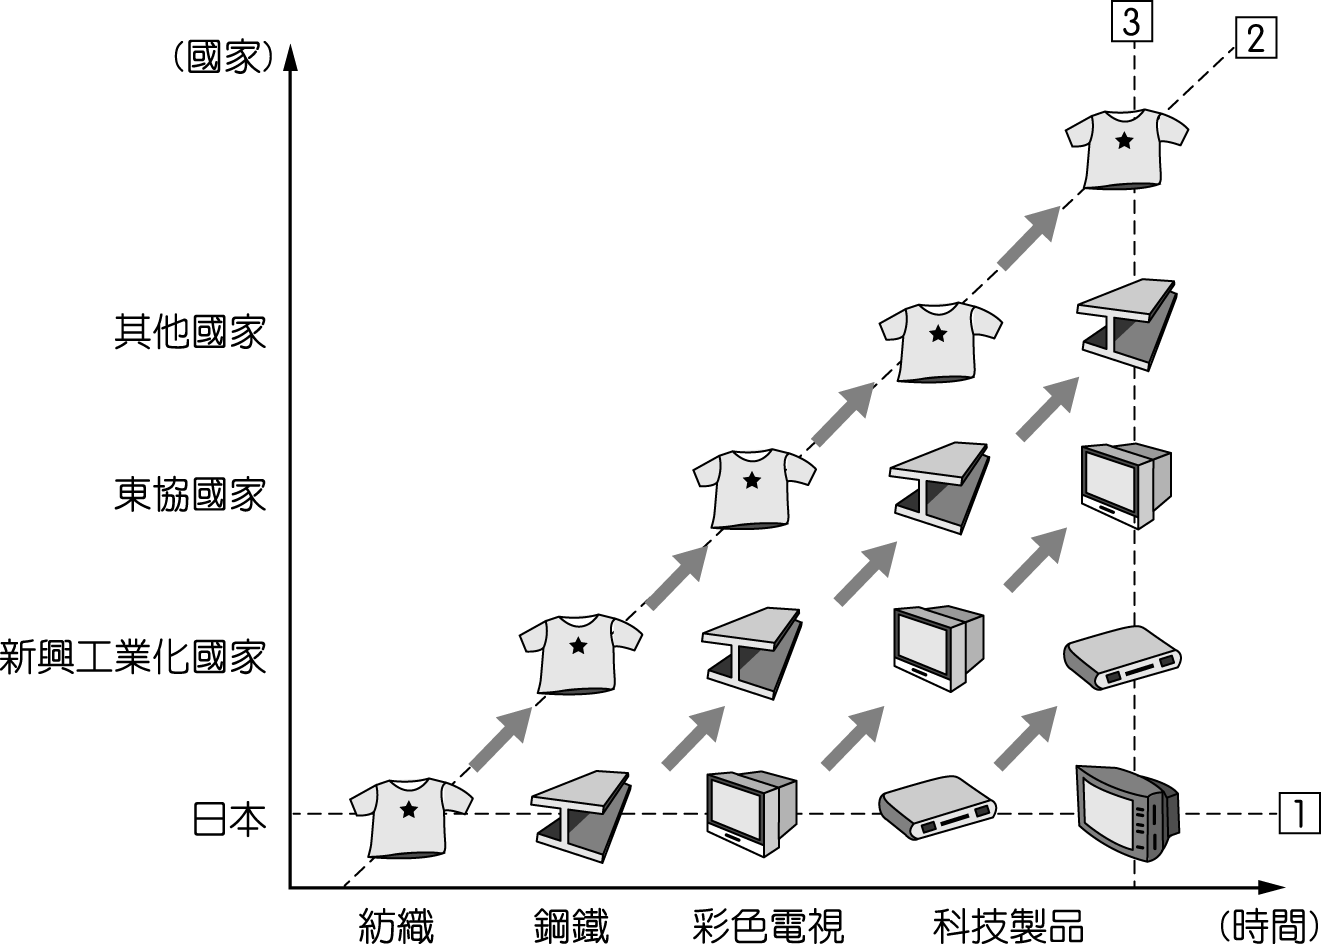 3
2
(國家)
其他國家
東協國家
新興工業化國家
日本
1
紡織 鋼鐵 彩色電視 科技製品 (時間)